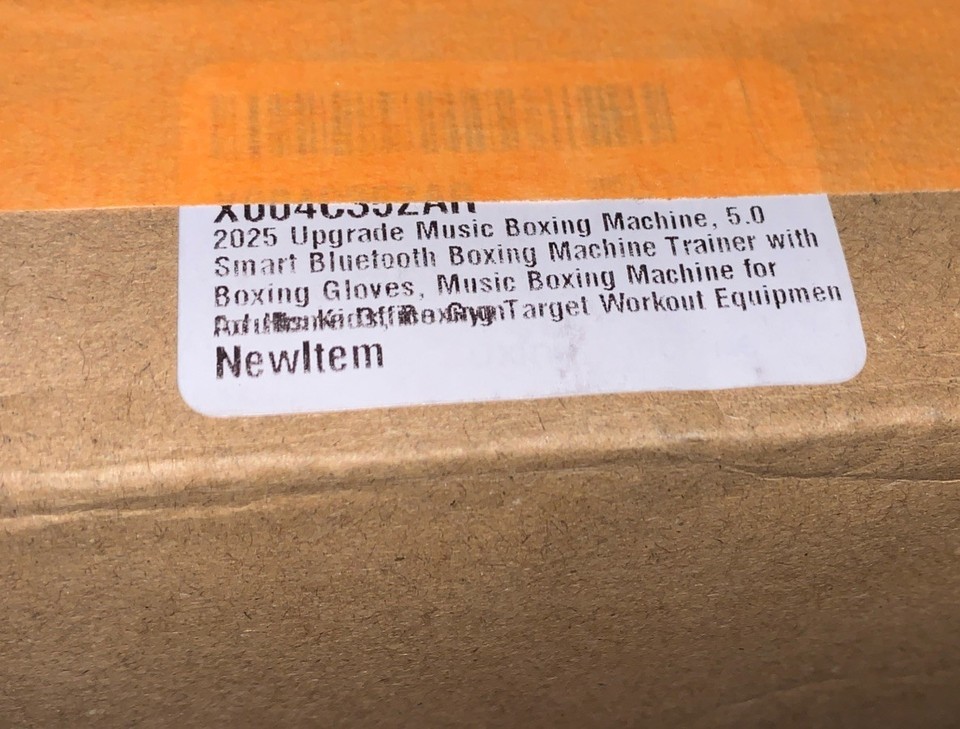 2025 Upgrade Music Boxing Machine, 5.0
Smart Bluetooth Boxing Machine Trainer with
Boxing Gloves, Music Boxing Machine for
Target Workout Equipmen
NewItem